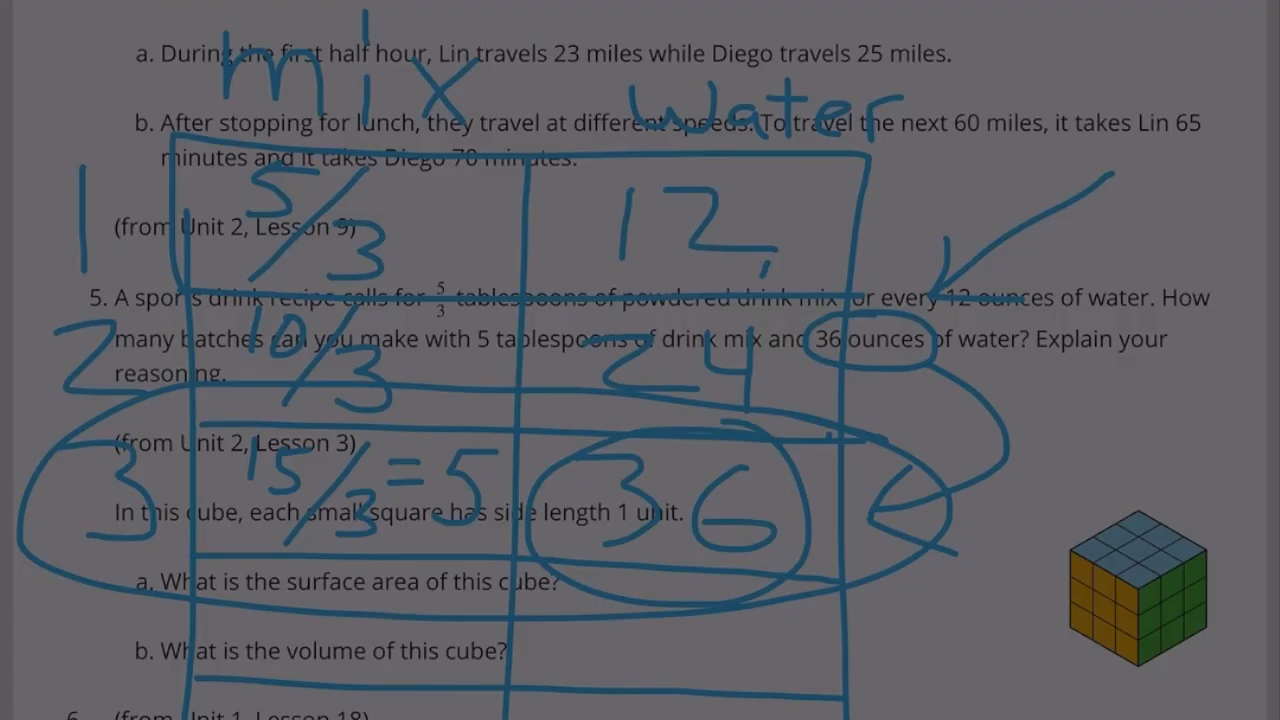 a. During the first half hour, Lin travels 23 miles while Diego travels 25 miles.
mix
water
b. After stopping for lunch, they travel at different speeds. To travel the next 60 miles, it takes Lin 65
minutes and it takes Diego 70 minutes.
1 5/3 12
(from Unit 2, Lesson 9)
5. A sports drink recipe calls for 5/3 tablespoons of powdered drink mix for every 12 ounces of water. How
2 10/3 24
many batches can you make with 5 tablespoons of drink mix and 36 ounces of water? Explain your
reasoning.
(from Unit 2, Lesson 3)
3 15/3 = 5 36
In this cube, each small square has side length 1 unit.
a. What is the surface area of this cube?
b. What is the volume of this cube?
6. (from Unit 1, Lesson 18)